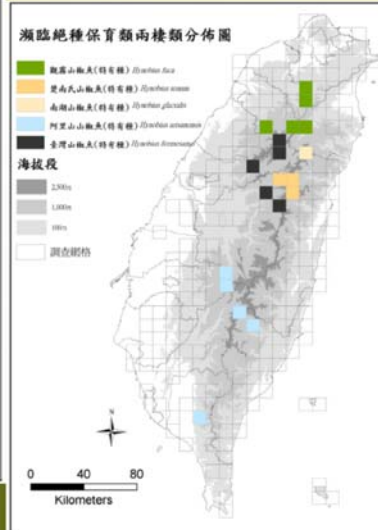 瀕臨絕種保育類兩棲類分佈圖
觀霧山椒魚(特有種) Hynobius fuca
楚南氏山椒魚(特有種) Hynobius sonani
南湖山椒魚(特有種) Hynobius glacialis
阿里山山椒魚(特有種) Hynobius arisanensis
臺灣山椒魚(特有種) Hynobius formosanus
海拔段
2,500m
1,000m
100m
調查網格
N
0 40 80
Kilometers